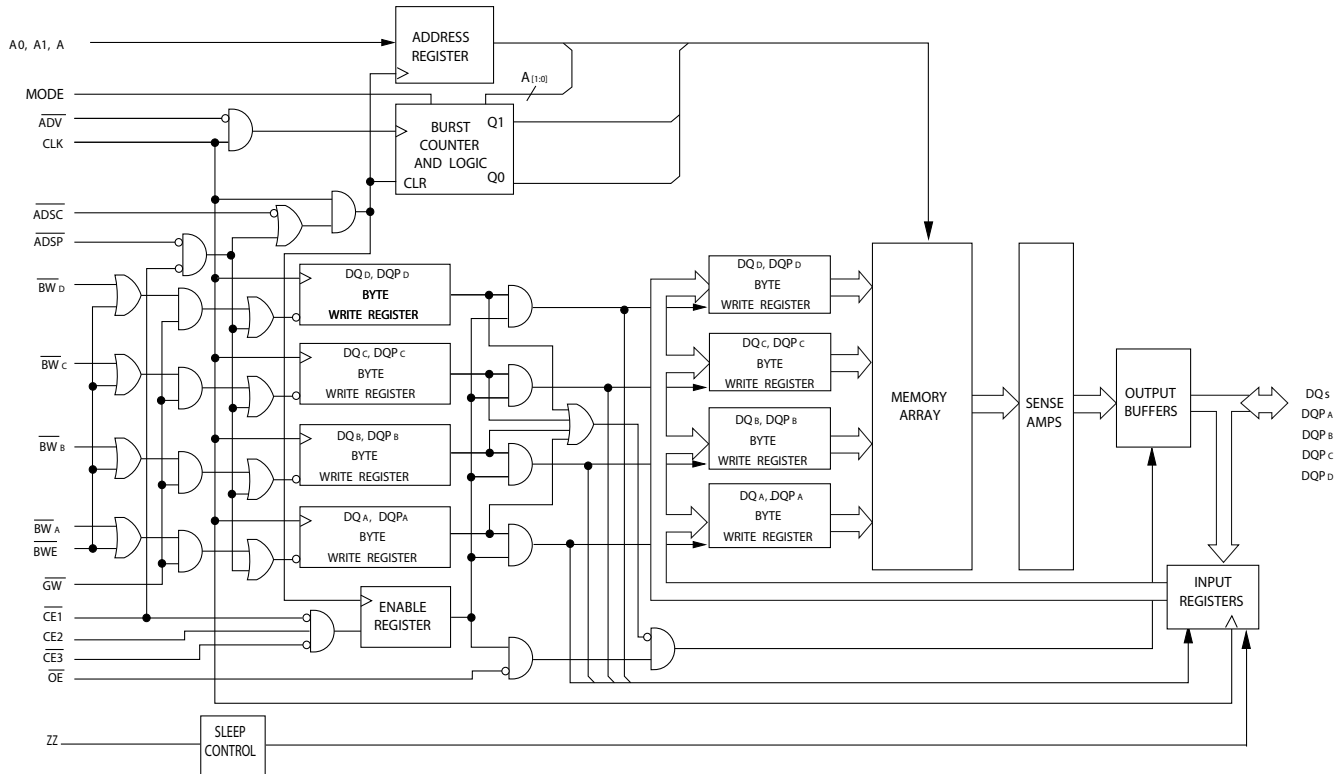 A0, A1, A
ADDRESS
REGISTER
A [1:0]
MODE
ADV
CLK
BURST
COUNTER
AND LOGIC
Q1
CLR
Q0
ADSC
ADSP
BW D
DQ D, DQP D
BYTE
WRITE REGISTER
DQ D, DQP D
BYTE
WRITE REGISTER
BW C
DQ C, DQP C
BYTE
WRITE REGISTER
DQ C, DQP C
BYTE
WRITE REGISTER
MEMORY
ARRAY
SENSE
AMPS
OUTPUT
BUFFERS
DQ s
DQP A
DQP B
DQP C
DQP D
BW B
DQ B, DQP B
BYTE
WRITE REGISTER
DQ B, DQP B
BYTE
WRITE REGISTER
BW A
BWE
DQ A, DQP A
BYTE
WRITE REGISTER
DQ A, DQP A
BYTE
WRITE REGISTER
GW
CE1
CE2
CE3
OE
ENABLE
REGISTER
INPUT
REGISTERS
ZZ
SLEEP
CONTROL